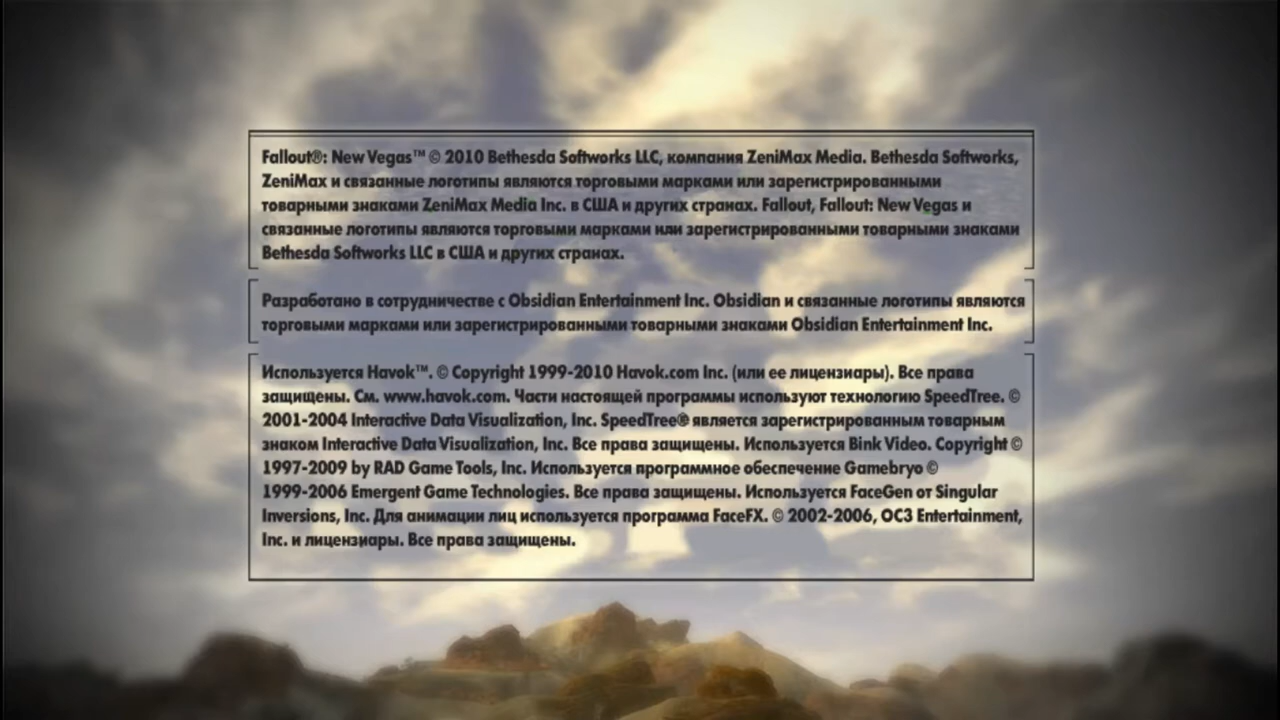 Fallout®: New Vegas™ © 2010 Bethesda Softworks LLC, компания ZeniMax Media. Bethesda Softworks,
ZeniMax и связанные логотипы являются торговыми марками или зарегистрированными
товарными знаками ZeniMax Media Inc. в США и других странах. Fallout, Fallout: New Vegas и
связанные логотипы являются торговыми марками или зарегистрированными товарными знаками
Bethesda Softworks LLC в США и других странах.
Разработано в сотрудничестве с Obsidian Entertainment Inc. Obsidian и связанные логотипы являются
торговыми марками или зарегистрированными товарными знаками Obsidian Entertainment Inc.
Используется Havok™. © Copyright 1999-2010 Havok.com Inc. (или ее лицензиары). Все права
защищены. См. www.havok.com. Части настоящей программы используют технологию SpeedTree. ©
2001-2004 Interactive Data Visualization, Inc. SpeedTree® является зарегистрированным товарным
знаком Interactive Data Visualization, Inc. Все права защищены. Используется Bink Video. Copyright ©
1997-2009 by RAD Game Tools, Inc. Используется программное обеспечение Gamebryo ©
1999-2006 Emergent Game Technologies. Все права защищены. Используется FaceGen от Singular
Inversions, Inc. Для анимации лиц используется программа FaceFX. © 2002-2006, OC3 Entertainment,
Inc. и лицензиары. Все права защищены.